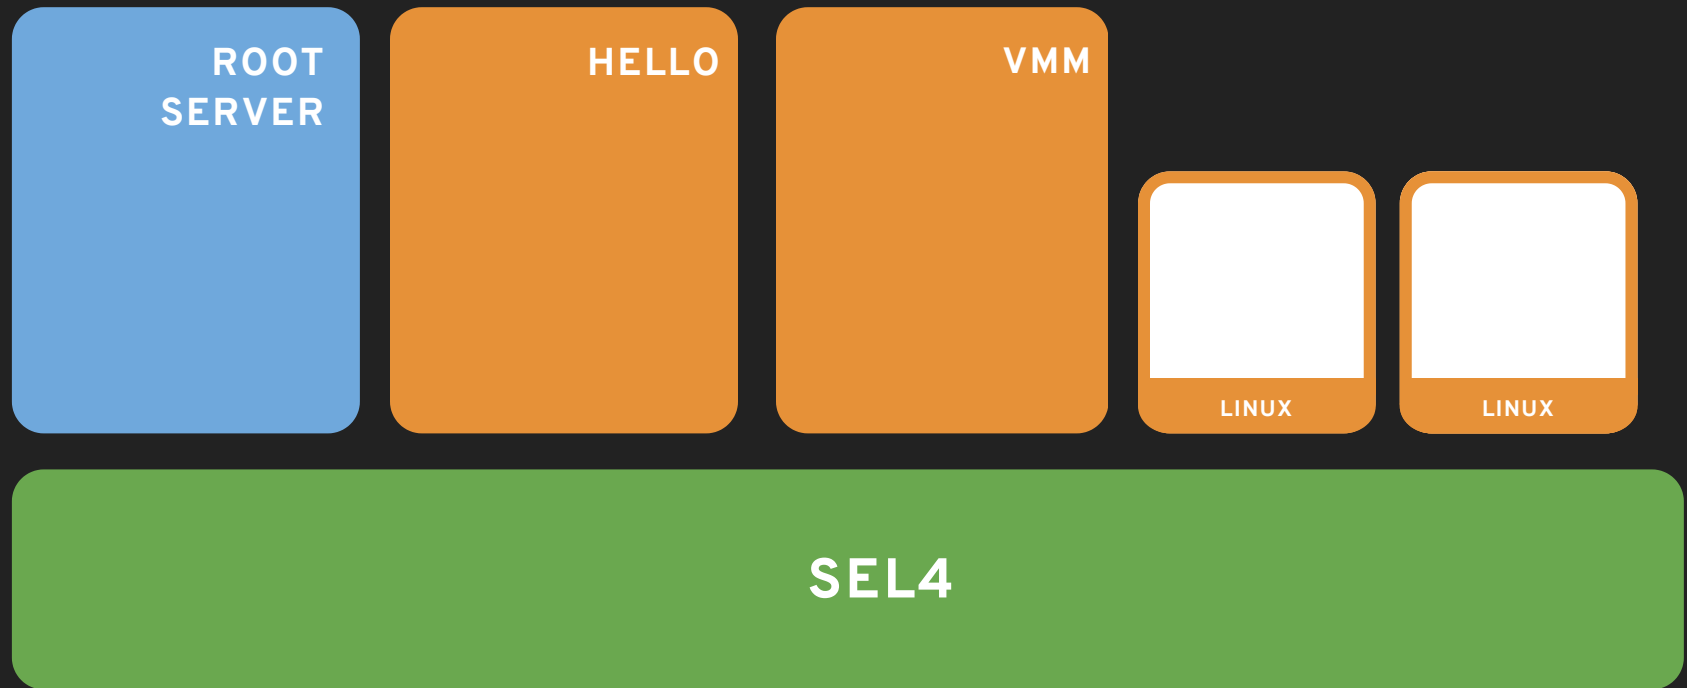 ROOT
SERVER
HELLO
VMM
LINUX
LINUX
SEL4